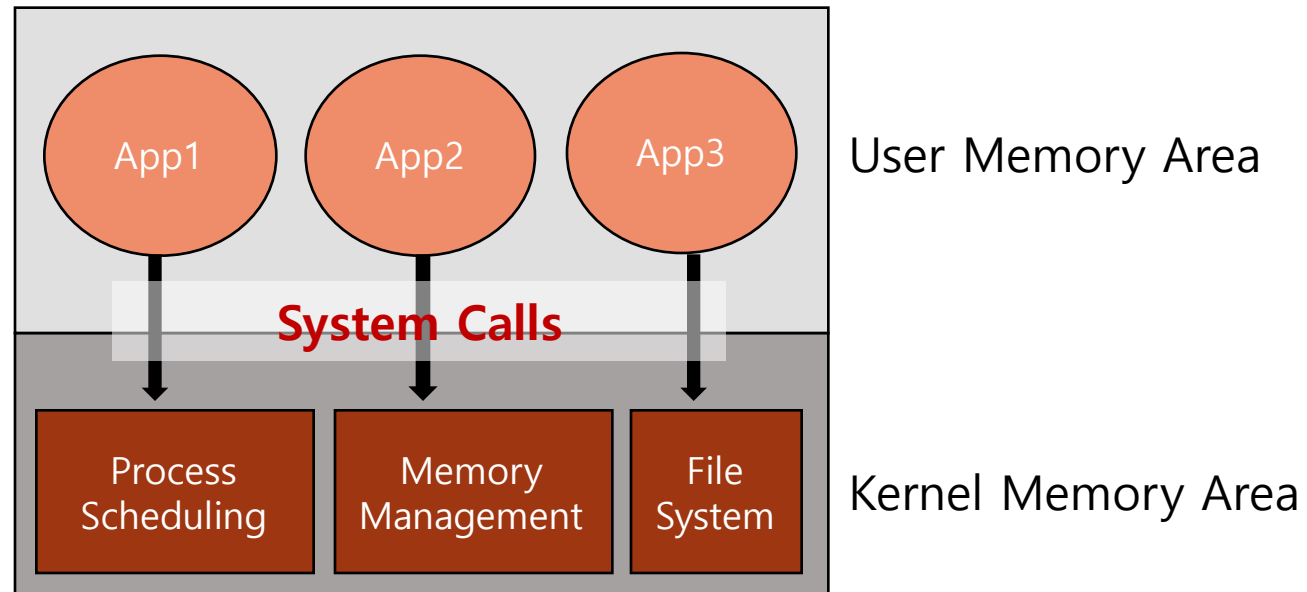 App1
App2
App3
User Memory Area
System Calls
Process
Scheduling
Memory
Management
File
System
Kernel Memory Area